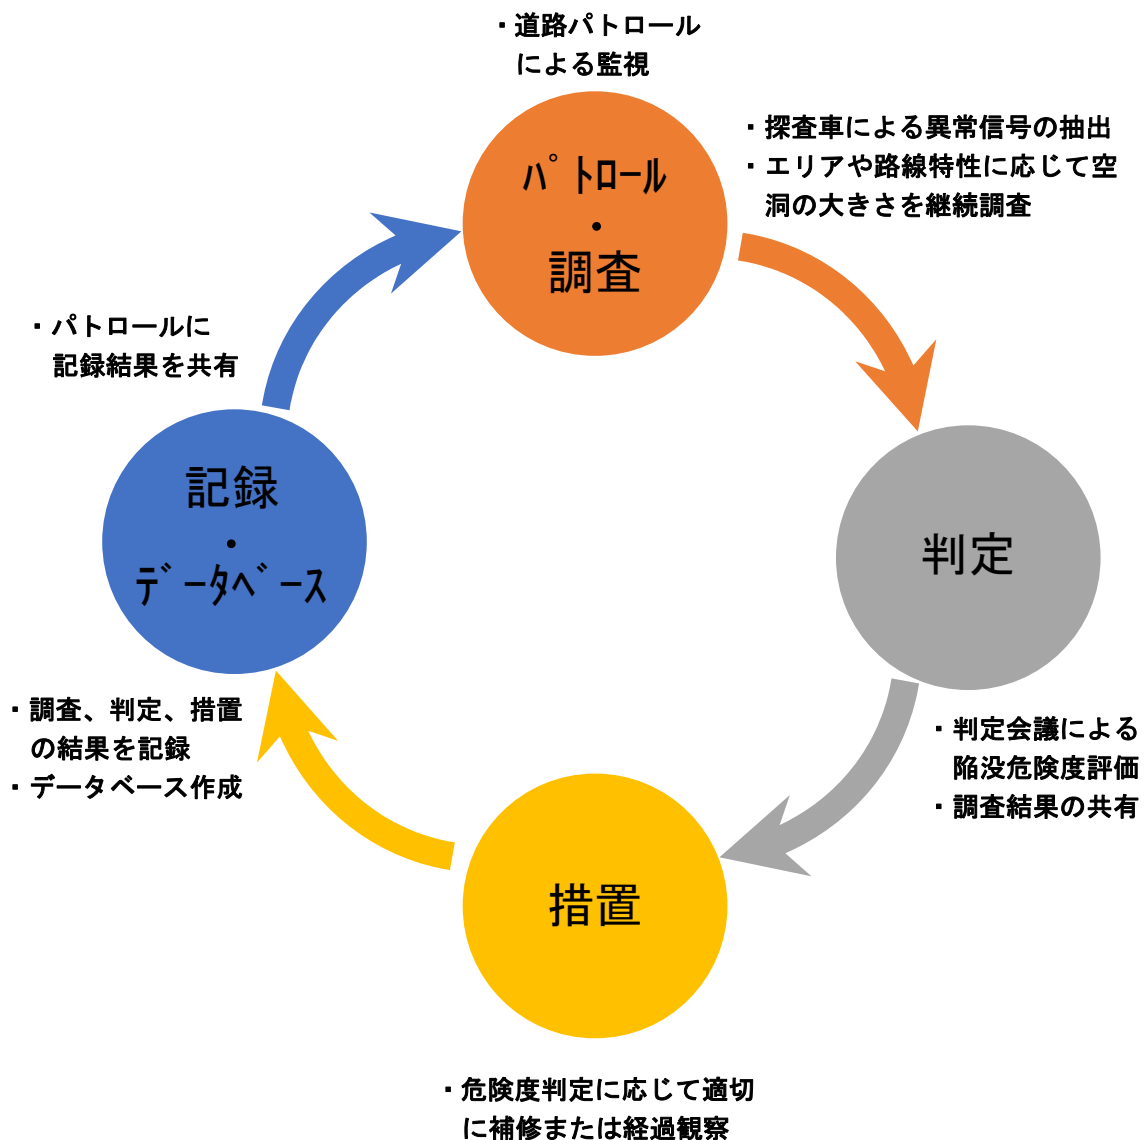 ・道路パトロール
による監視
・探査車による異常信号の抽出
・エリアや路線特性に応じて空
洞の大きさを継続調査
ﾊﾟﾄﾛｰﾙ
・
調査
・パトロールに
記録結果を共有
記録
・
ﾃﾞｰﾀﾍﾞｰｽ
判定
・調査、判定、措置
の結果を記録
・データベース作成
・判定会議による
陥没危険度評価
・調査結果の共有
措置
・危険度判定に応じて適切
に補修または経過観察